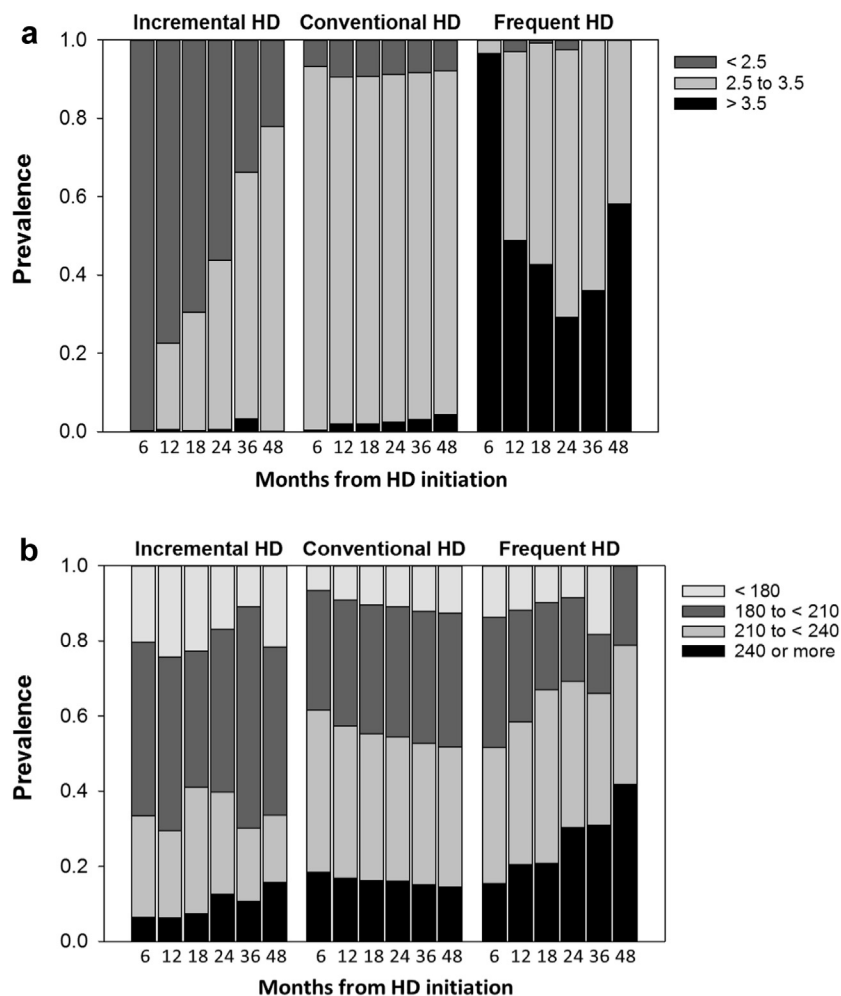 a
Incremental HD Conventional HD Frequent HD
1.0
0.8
0.6
0.4
0.2
0.0
Prevalence
< 2.5
2.5 to 3.5
> 3.5
6 12 18 24 36 48 6 12 18 24 36 48 6 12 18 24 36 48
Months from HD initiation
b
Incremental HD Conventional HD Frequent HD
1.0
0.8
0.6
0.4
0.2
0.0
Prevalence
< 180
180 to < 210
210 to < 240
240 or more
6 12 18 24 36 48 6 12 18 24 36 48 6 12 18 24 36 48
Months from HD initiation